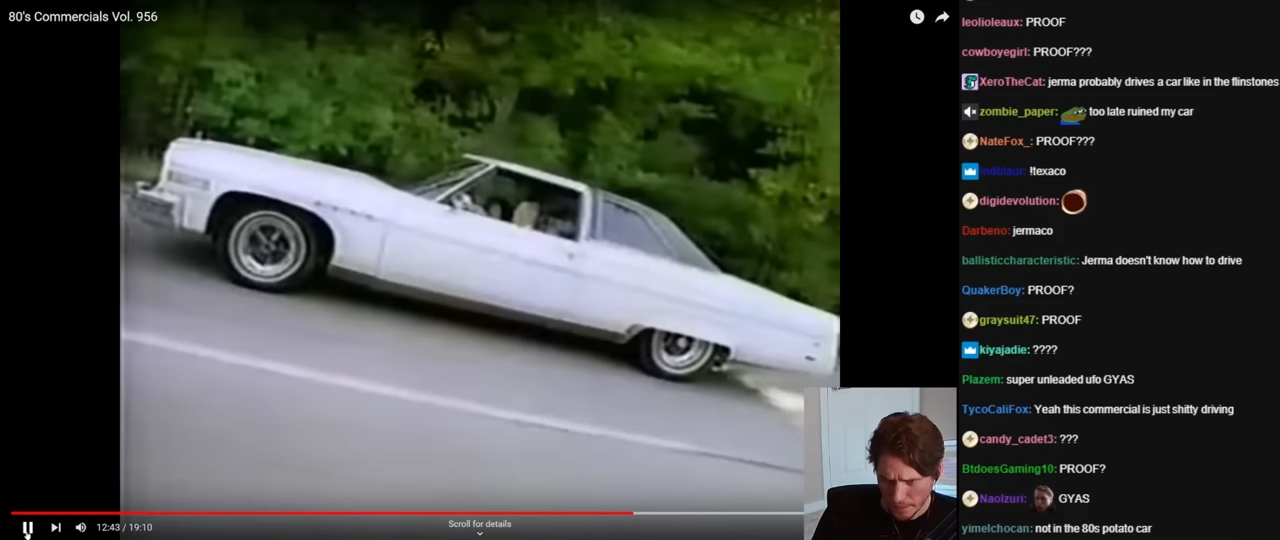 80's Commercials Vol. 956
12:43 / 19:10
Scroll for details
leolioleaux: PROOF
cowboyegirl: PROOF???
XeroTheCat: jerma probably drives a car like in the flinstones
zombie_paper: too late ruined my car
NateFox_: PROOF???
indblaur: !texaco
digidevolution:
Darbeno: jermaco
ballisticcharacteristic: Jerma doesn't know how to drive
QuakerBoy: PROOF?
graysuit47: PROOF
kiyajadie: ????
Plazem: super unleaded ufo GYAS
TycoCaliFox: Yeah this commercial is just shitty driving
candy_cadet3: ???
BtdoesGaming10: PROOF?
Naolzuri: GYAS
yimelchocan: not in the 80s potato car